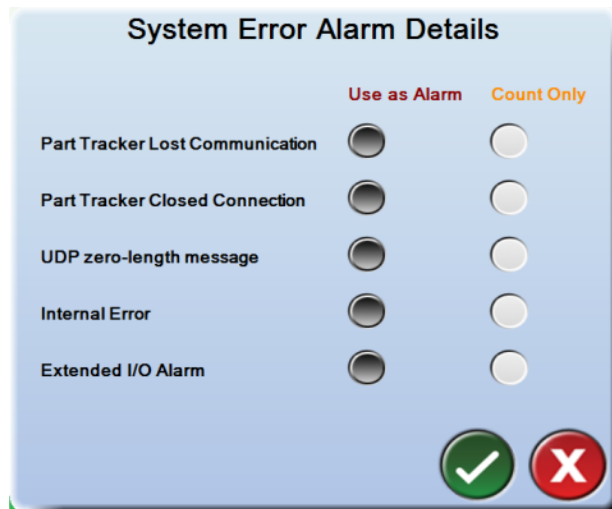 System Error Alarm Details
Use as Alarm Count Only
Part Tracker Lost Communication
Part Tracker Closed Connection
UDP zero-length message
Internal Error
Extended I/O Alarm